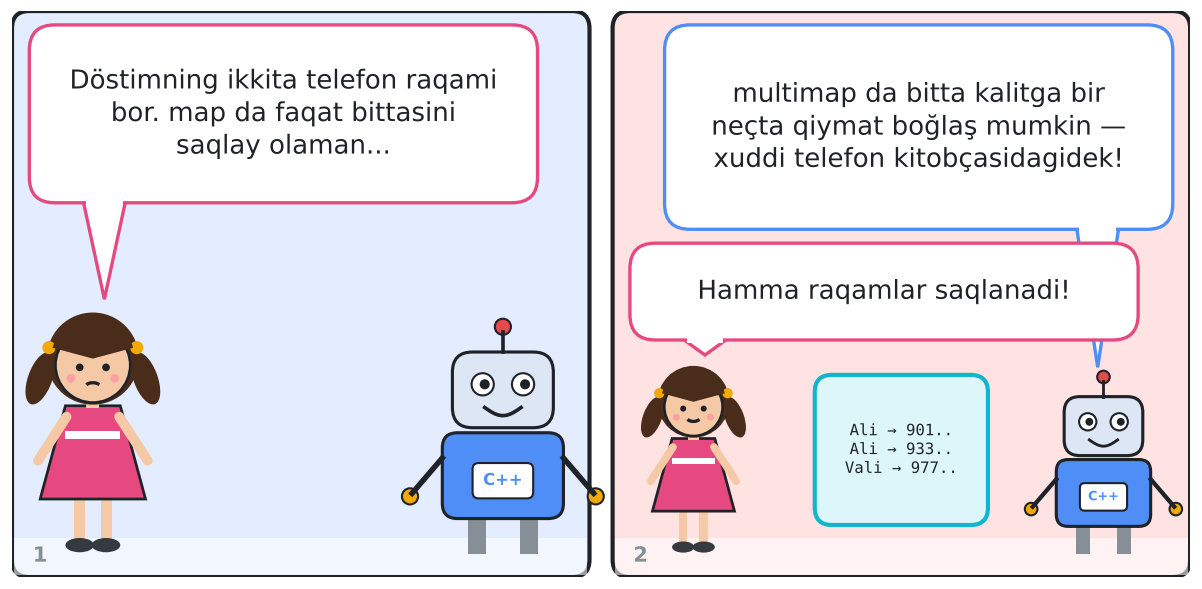 Döstimning ikkita telefon raqami
bor. map da faqat bittasini
saqlay olaman...
C++
1
multimap da bitta kalitga bir
neçta qiymat boğlaş mumkin —
xuddi telefon kitobçasidagidek!
Hamma raqamlar saqlanadi!
Ali → 901..
Ali → 933..
Vali → 977..
C++
2